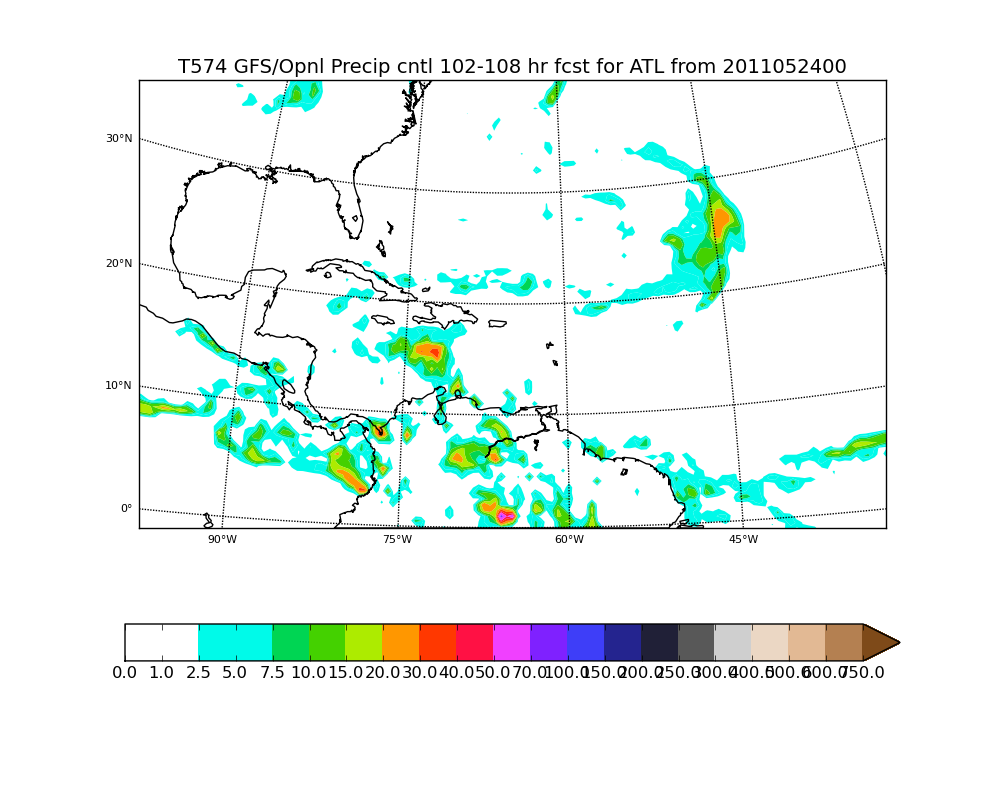 T574 GFS/Opnl Precip cntl 102-108 hr fcst for ATL from 2011052400
30°N
20°N
10°N
0°
90°W 75°W 60°W 45°W
0.0 1.0 2.5 5.0 7.5 10.0 15.0 20.0 30.0 40.0 50.0 70.0 100.0 150.0 200.0 250.0 300.0 400.0 500.0 600.0 750.0